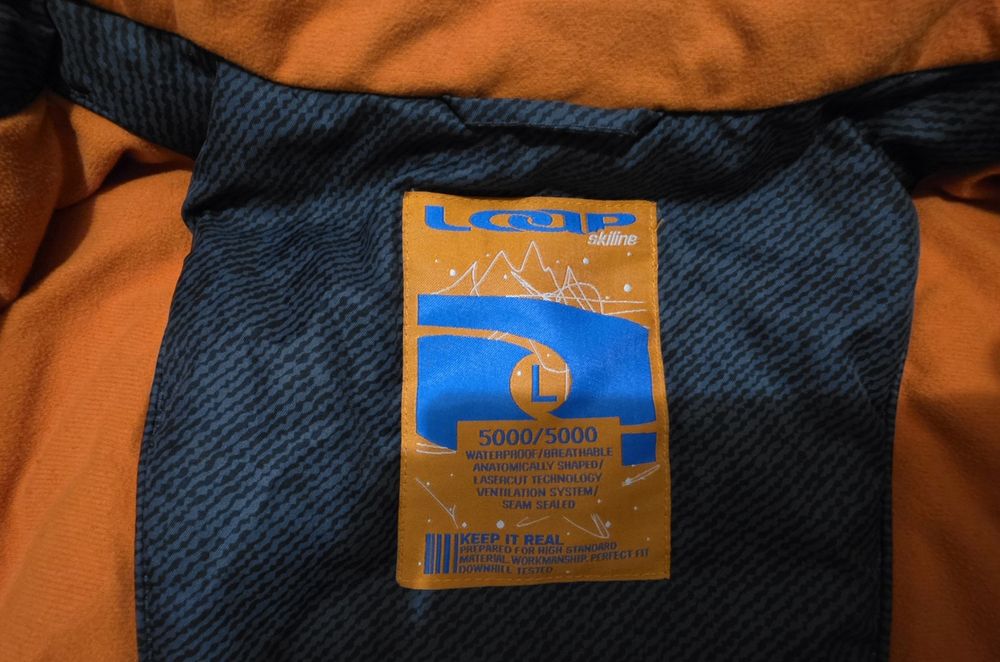 LOAP
skiline
L
5000/5000
WATERPROOF/BREATHABLE
ANATOMICALLY SHAPED/
LASERCUT TECHNOLOGY
VENTILATION SYSTEM/
SEAM SEALED
KEEP IT REAL
PREPARED FOR HIGH STANDARD
MATERIAL, WORKMANSHIP, PERFECT FIT
DOWNHILL TESTED